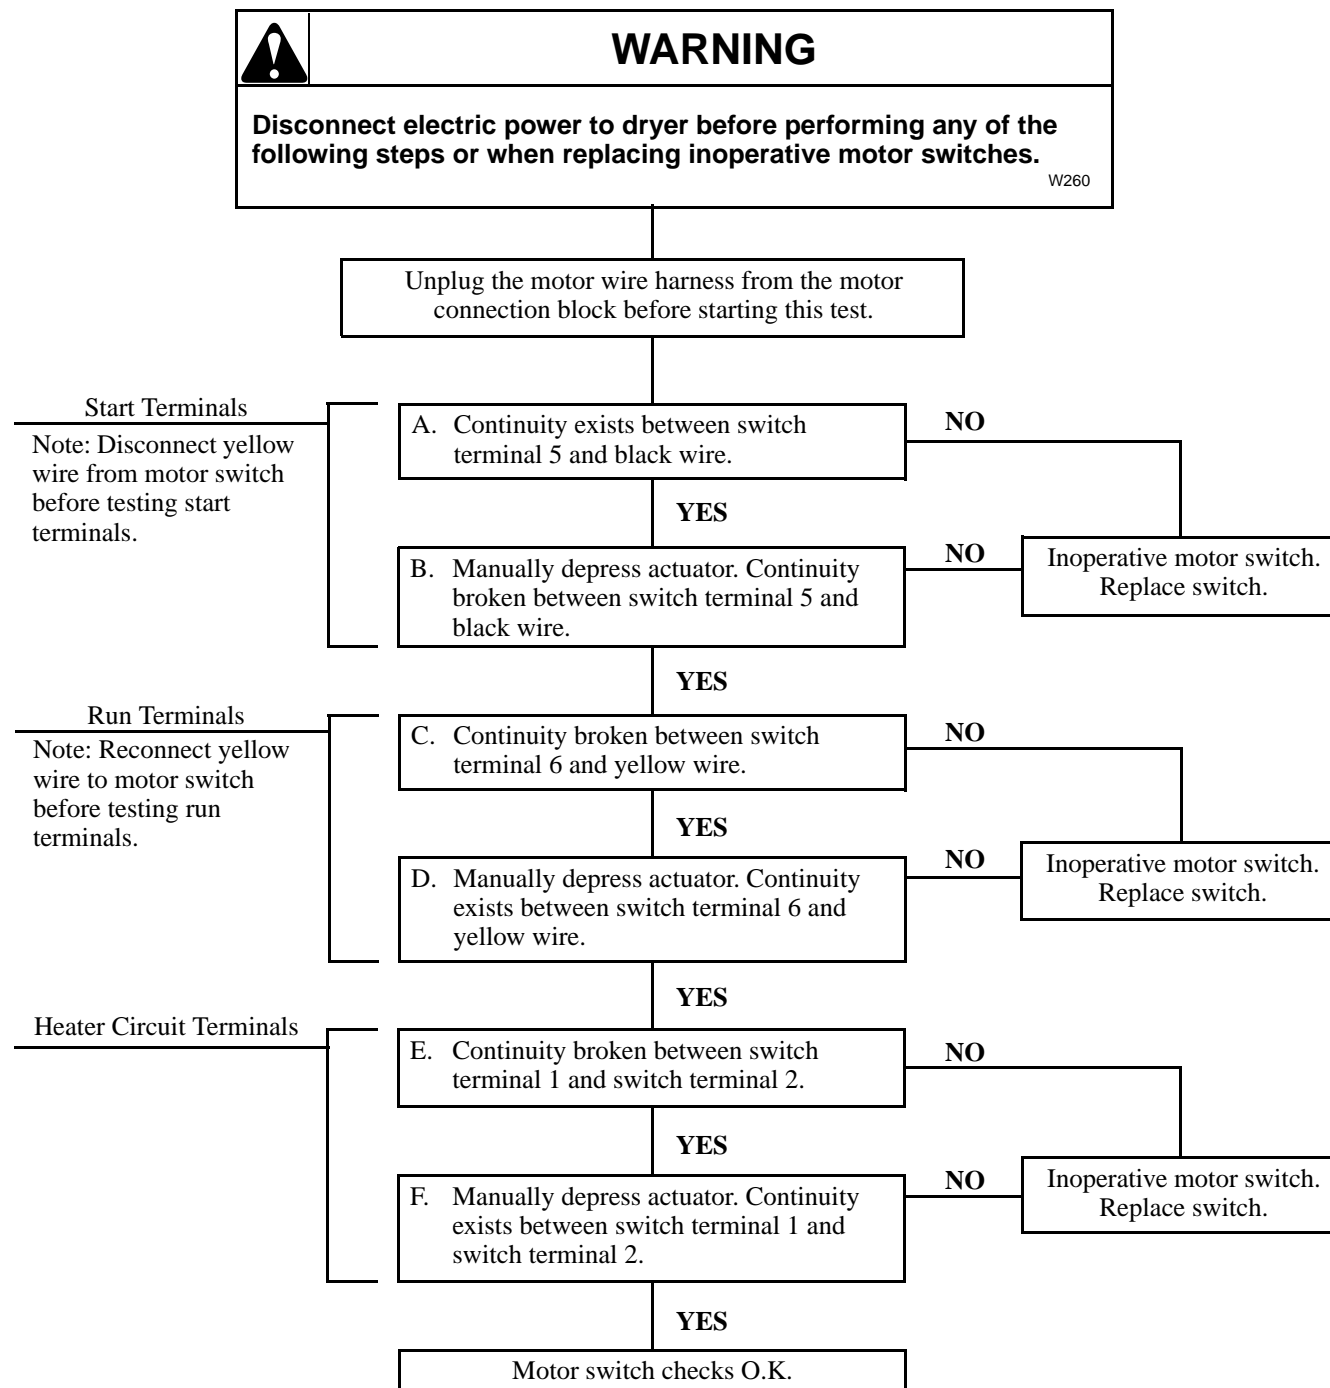 WARNING
Disconnect electric power to dryer before performing any of the
following steps or when replacing inoperative motor switches.
W260
Unplug the motor wire harness from the motor
connection block before starting this test.
Start Terminals
Note: Disconnect yellow
wire from motor switch
before testing start
terminals.
A. Continuity exists between switch
terminal 5 and black wire.
NO
YES
B. Manually depress actuator. Continuity
broken between switch terminal 5 and
black wire.
NO
Inoperative motor switch.
Replace switch.
YES
Run Terminals
Note: Reconnect yellow
wire to motor switch
before testing run
terminals.
C. Continuity broken between switch
terminal 6 and yellow wire.
NO
YES
D. Manually depress actuator. Continuity
exists between switch terminal 6 and
yellow wire.
NO
Inoperative motor switch.
Replace switch.
YES
Heater Circuit Terminals
E. Continuity broken between switch
terminal 1 and switch terminal 2.
NO
YES
F. Manually depress actuator. Continuity
exists between switch terminal 1 and
switch terminal 2.
NO
Inoperative motor switch.
Replace switch.
YES
Motor switch checks O.K.